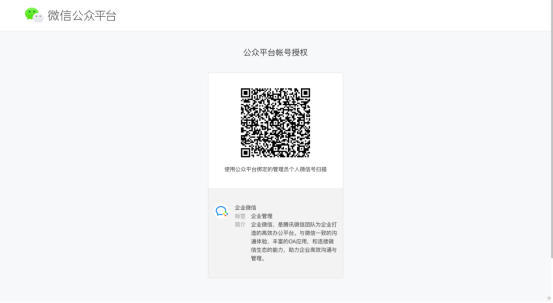 微信公众平台
公众平台帐号授权
使用公众平台绑定的管理员个人微信号扫描
企业微信
标签 企业管理
简介 企业微信，是腾讯微信团队为企业打
造的高效办公平台。与微信一致的沟
通体验，丰富的OA应用，和连接微
信生态的能力，助力企业高效沟通与
管理。